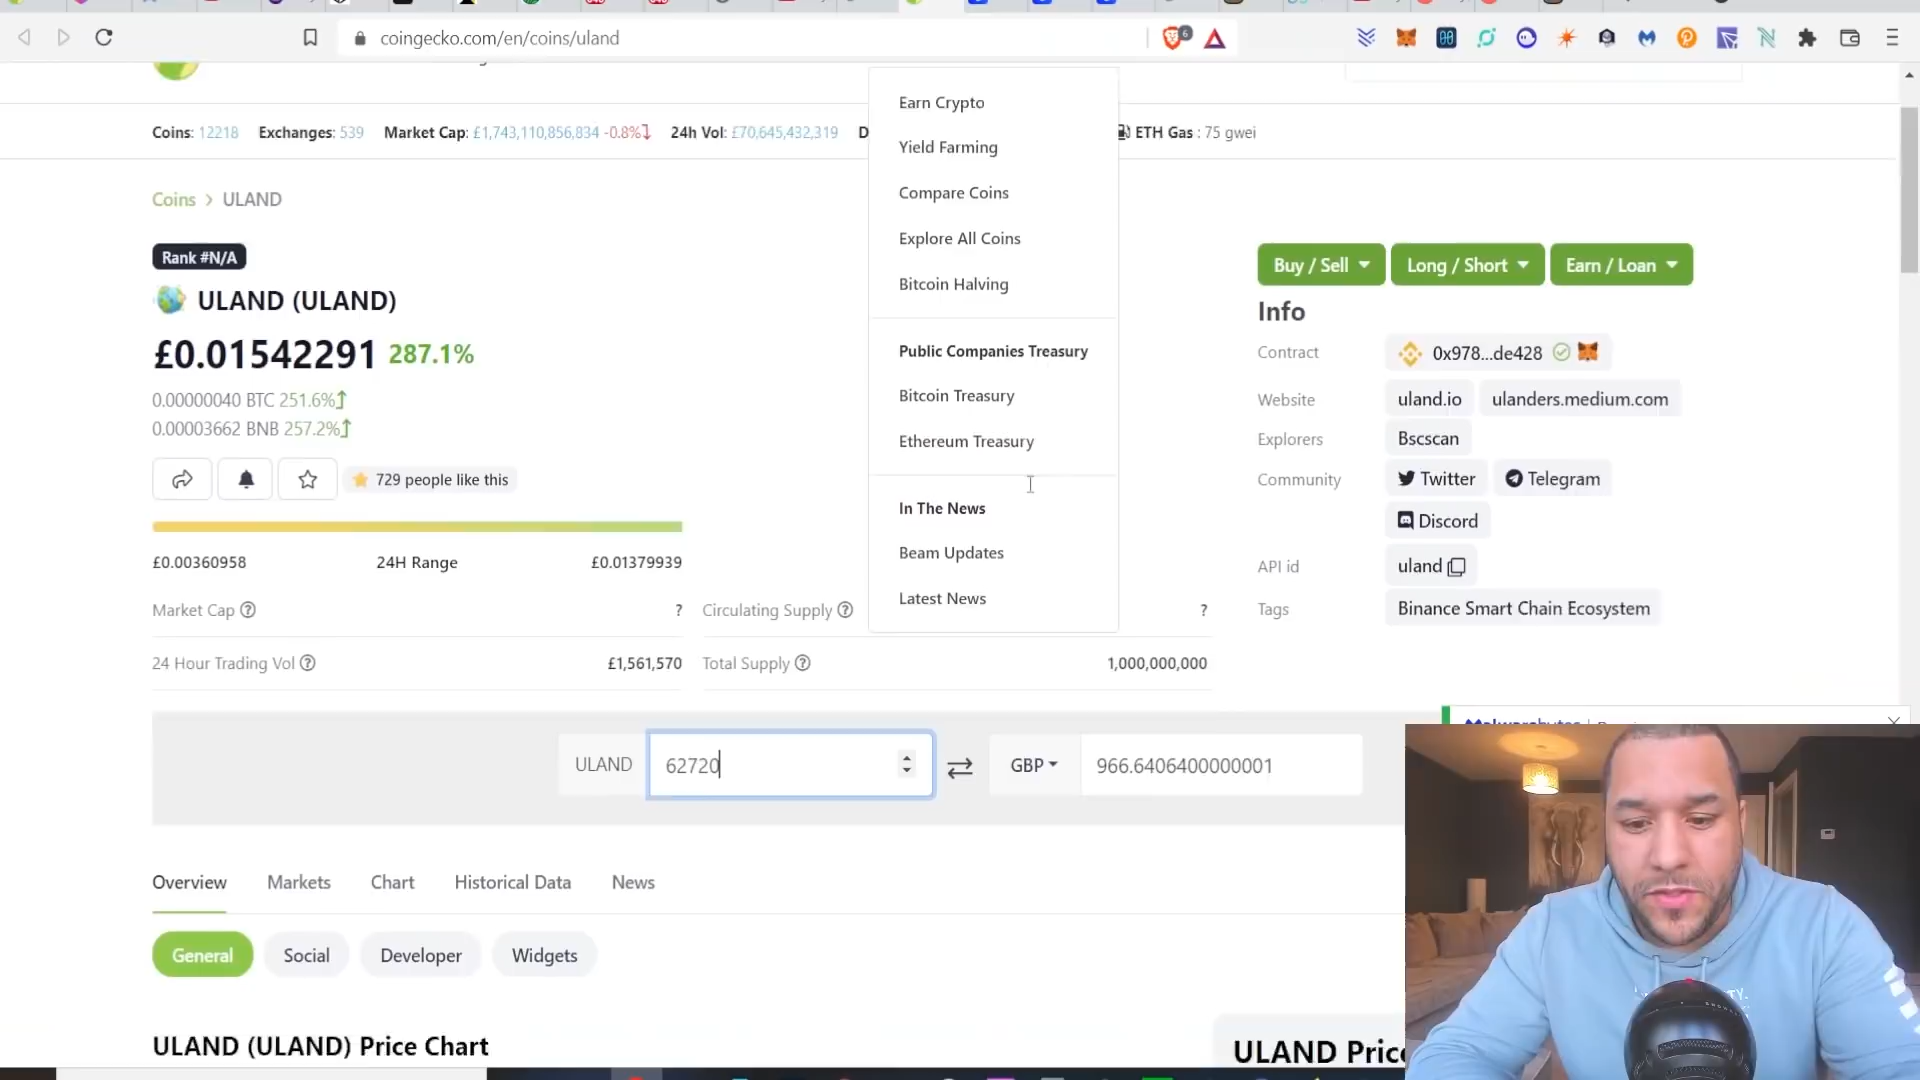 coingecko.com/en/coins/uland
6
Coins: 12218 Exchanges: 539 Market Cap: £1,743,110,856,834 -0.8% 24h Vol: £70,645,432,319 D ETH Gas : 75 gwei
Coins > ULAND
Rank #N/A
ULAND (ULAND)
£0.01542291 287.1%
0.00000040 BTC 251.6%
0.00003662 BNB 257.2%
729 people like this
£0.00360958 24H Range £0.01379939
Market Cap ? ?
Circulating Supply ? ?
24 Hour Trading Vol ? £1,561,570
Total Supply ? 1,000,000,000
Earn Crypto
Yield Farming
Compare Coins
Explore All Coins
Bitcoin Halving
Public Companies Treasury
Bitcoin Treasury
Ethereum Treasury
In The News
Beam Updates
Latest News
Buy / Sell Long / Short Earn / Loan
Info
Contract 0x978...de428
Website uland.io ulanders.medium.com
Explorers Bscscan
Community Twitter Telegram
Discord
API id uland
Tags Binance Smart Chain Ecosystem
ULAND 62720 GBP 966.6406400000001
Overview Markets Chart Historical Data News
General Social Developer Widgets
ULAND (ULAND) Price Chart
ULAND Pric